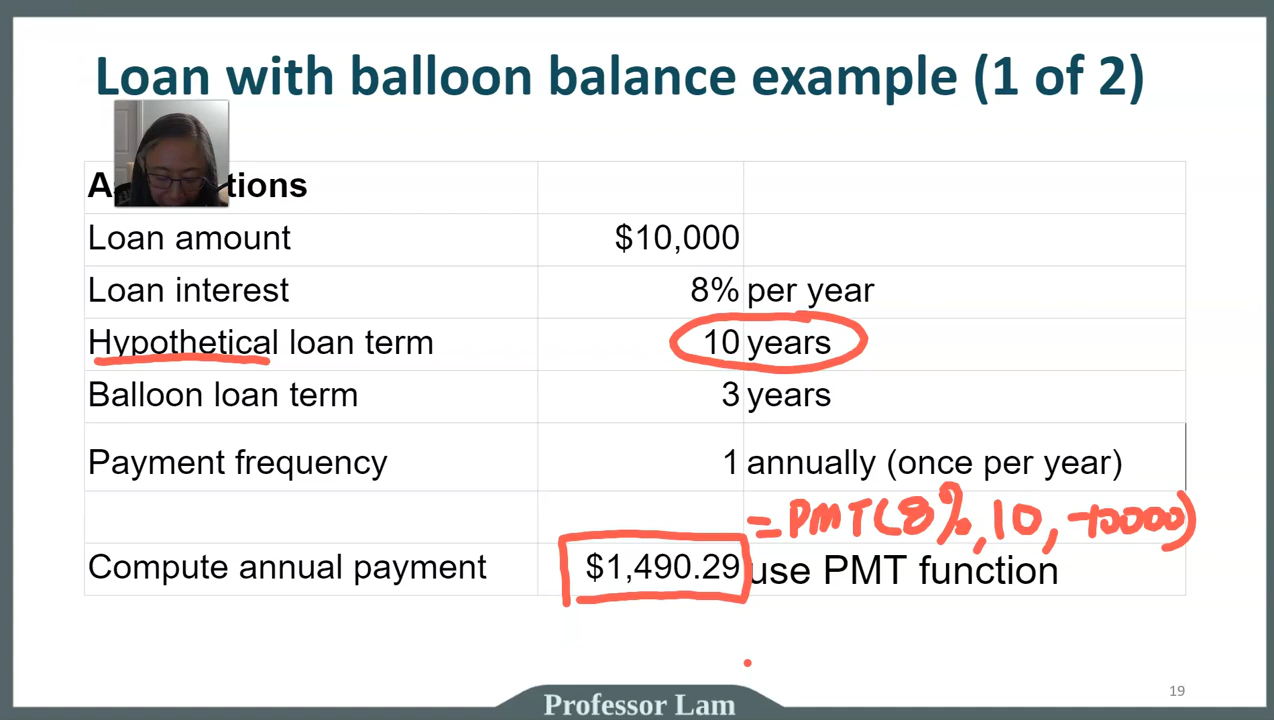 Loan with balloon balance example (1 of 2)
A tions
Loan amount $10,000
Loan interest 8% per year
Hypothetical loan term 10 years
Balloon loan term 3 years
Payment frequency 1 annually (once per year)
=PMT(8%,10,-10000)
Compute annual payment $1,490.29 use PMT function
19
Professor Lam